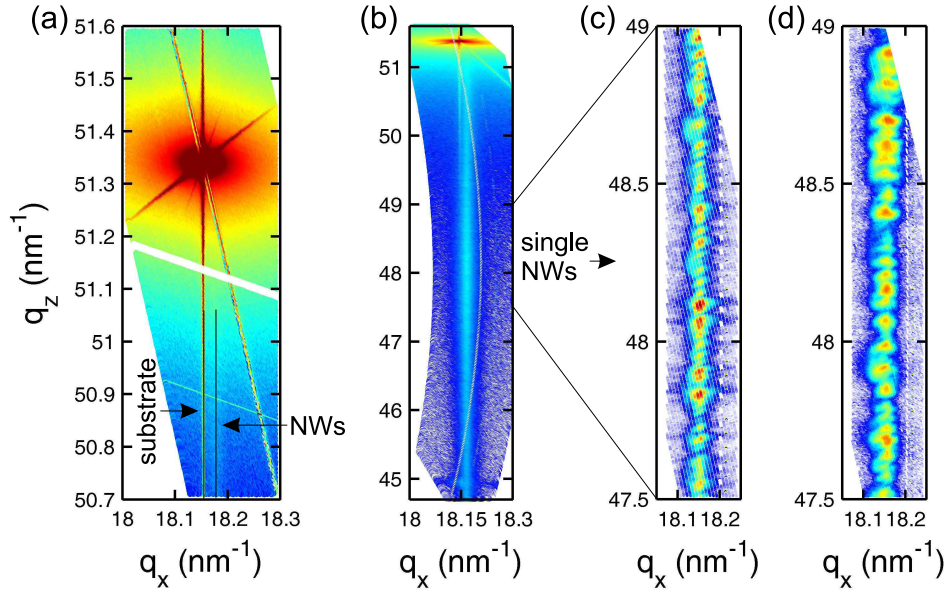 (a)
(b)
(c)
(d)
q_z (nm⁻¹)
51.6
51.5
51.4
51.3
51.2
51.1
51
50.9
50.8
50.7
18
18.1
18.2
18.3
q_x (nm⁻¹)
substrate
NWs
51
50
49
48
47
46
45
18
18.15
18.3
q_x (nm⁻¹)
single
NWs
49
48.5
48
47.5
18.1
18.2
q_x (nm⁻¹)
49
48.5
48
47.5
18.1
18.2
q_x (nm⁻¹)